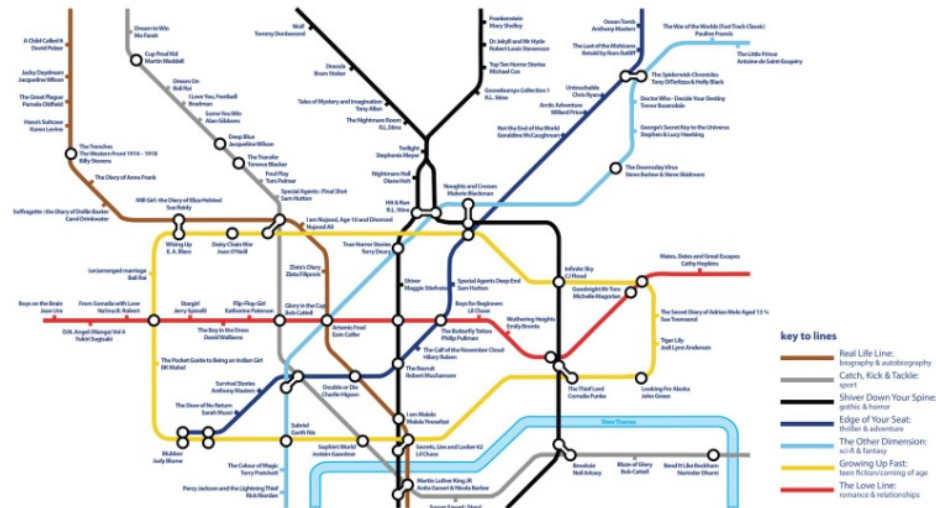 A Child Called It
David Pelzer
Jacky Daydream
Jacqueline Wilson
The Great Plague
Pamela Oldfield
Hana's Suitcase
Karen Levine
The Trenches
The Western Front 1914 – 1918
Billy Stevens
The Diary of Anne Frank
Suffragette: the Diary of Dollie Baxter
Carol Drinkwater
Mill Girl: the Diary of Eliza Helsted
Sue Reidy
Dream to Win
Mo Farah
Cup Final Kid
Martin Waddell
Dream On
Bali Rai
I Love You, Football
Bradman
Some You Win
Alan Gibbons
Deep Blue
Jacqueline Wilson
The Transfer
Terence Blacker
Foul Play
Tom Palmer
Special Agents: Final Shot
Sam Hutton
I am Nujood, Age 10 and Divorced
Nujood Ali
Wolf
Tommy Donbavand
Dracula
Bram Stoker
Tales of Mystery and Imagination
Tony Allan
The Nightmare Room
R.L. Stine
Twilight
Stephenie Meyer
Nightmare Hall
Diane Hoh
Hit & Run
R.L. Stine
Frankenstein
Mary Shelley
Dr Jekyll and Mr Hyde
Robert Louis Stevenson
Top Ten Horror Stories
Michael Cox
Goosebumps Collection 1
R.L. Stine
Noughts and Crosses
Malorie Blackman
Ocean Tomb
Anthony Masters
The Last of the Mohicans
Retold by
Untouchable
Chris Ryan
Arctic Adventure
Willard Price
Not the End of the World
Geraldine McCaughrean
The War of the Worlds (Fast Track Classic)
Pauline Francis
The Little Prince
Antoine de Saint-Exupéry
The Spiderwick Chronicles
Tony DiTerlizzi & Holly Black
Doctor Who - Decide Your Destiny
Trevor Baxendale
George's Secret Key to the Universe
Stephen & Lucy Hawking
The Doomsday Virus
Steve Barlow & Steve Skidmore
Wising Up
Daisy Chain War
Joan O'Neill
(un)arranged marriage
Bali Rai
Zlata's Diary
Zlata Filipovic
True Horror Stories
Terry Deary
Shiver
Maggie Stiefvater
Special Agents Deep End
Sam Hutton
Infinite Sky
CJ Flood
Goodnight Mr Tom
Michelle Magorian
Mates, Dates and Great Escapes
Cathy Hopkins
Boys on the Brain
Jean Ure
From Somalia with Love
Na'ima B. Robert
Stargirl
Jerry Spinelli
Flip-Flop Girl
Katherine Paterson
Glory in the Cup
Bob Cattell
D.N. Angel (Manga) Vol 4
Yukiri Sugisaki
The Boy in the Dress
David Walliams
Artemis Fowl
Eoin Colfer
Boys for Beginners
Lil Chase
The Butterfly Tattoo
Philip Pullman
Wuthering Heights
Emily Bronte
The Secret Diary of Adrian Mole Aged 13 ¾
Sue Townsend
Tiger Lily
Jodi Lynn Anderson
The Call of the November Cloud
Hilary Ruben
The Recruit
Robert Muchamore
The Pocket Guide to Being an Indian Girl
BK Mahal
Survival Stories
Anthony Masters
The Door of No Return
Sarah Mussi
Double or Die
Charlie Higson
The Third Lord
Cornelia Funke
Looking For Alaska
John Green
Blubber
Judy Blume
Sabriel
Garth Nix
Sophie's World
Jostein Gaardner
I am Malala
Malala Yousafzai
Secrets, Lies and Locker 62
Lil Chase
The Colour of Magic
Terry Pratchett
Percy Jackson and the Lightning Thief
Rick Riordan
Martin Luther King JR
Anita Ganeri & Nicola Barber
River Thames
Brookside
Neil Arksey
Blaze of Glory
Bob Cattell
Bend It Like Beckham
Narinder Dhami
key to lines
Real Life Line:
biography & autobiography
Catch, Kick & Tackle:
sport
Shiver Down Your Spine:
gothic & horror
Edge of Your Seat:
thriller & adventure
The Other Dimension:
sci-fi & fantasy
Growing Up Fast:
teen fiction/coming of age
The Love Line:
romance & relationships